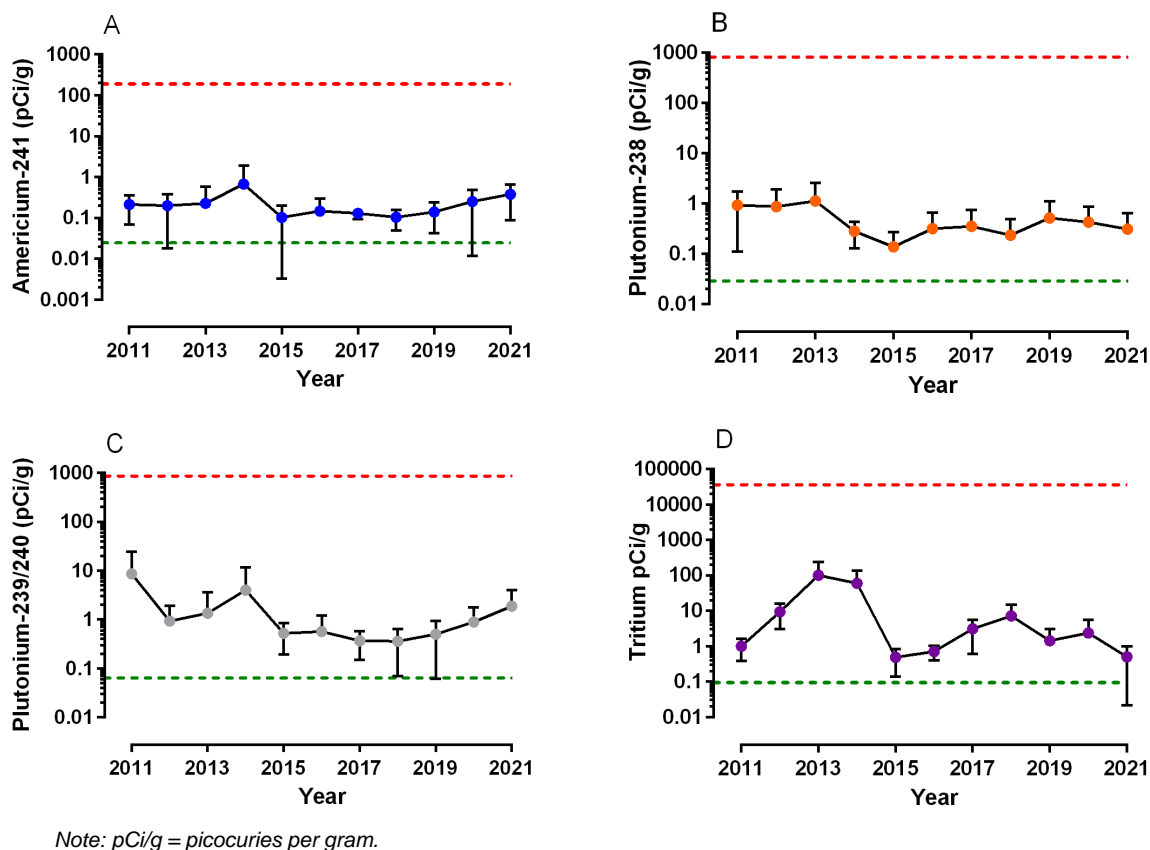 A
Americium-241 (pCi/g)
1000
100
10
1
0.1
0.01
0.001
2011 2013 2015 2017 2019 2021
Year
B
Plutonium-238 (pCi/g)
1000
100
10
1
0.1
0.01
2011 2013 2015 2017 2019 2021
Year
C
Plutonium-239/240 (pCi/g)
1000
100
10
1
0.1
0.01
2011 2013 2015 2017 2019 2021
Year
D
Tritium pCi/g
100000
10000
1000
100
10
1
0.1
0.01
2011 2013 2015 2017 2019 2021
Year
Note: pCi/g = picocuries per gram.